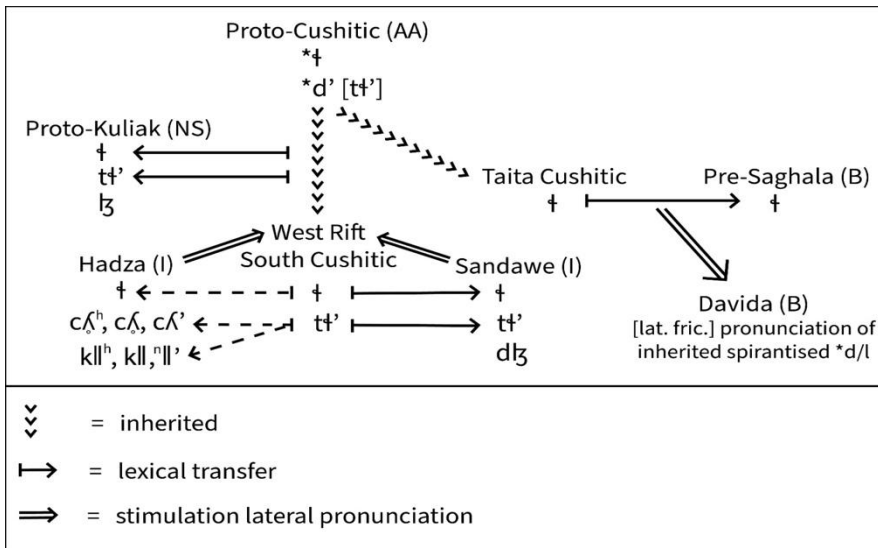 Proto-Cushitic (AA)
*ɬ
*d’ [tɬ’]
Proto-Kuliak (NS)
ɬ
tɬ’
ɮ
Taita Cushitic
ɬ
Pre-Saghala (B)
ɬ
West Rift
South Cushitic
ɬ
tɬ’
Hadza (I)
ɬ
cʎ̥ʰ, cʎ̥, cʎ’
kǁʰ, kǁ,ⁿǁ’
Sandawe (I)
ɬ
tɬ’
dɮ
Davida (B)
[lat. fric.] pronunciation of
inherited spirantised *d/l
= inherited
= lexical transfer
= stimulation lateral pronunciation